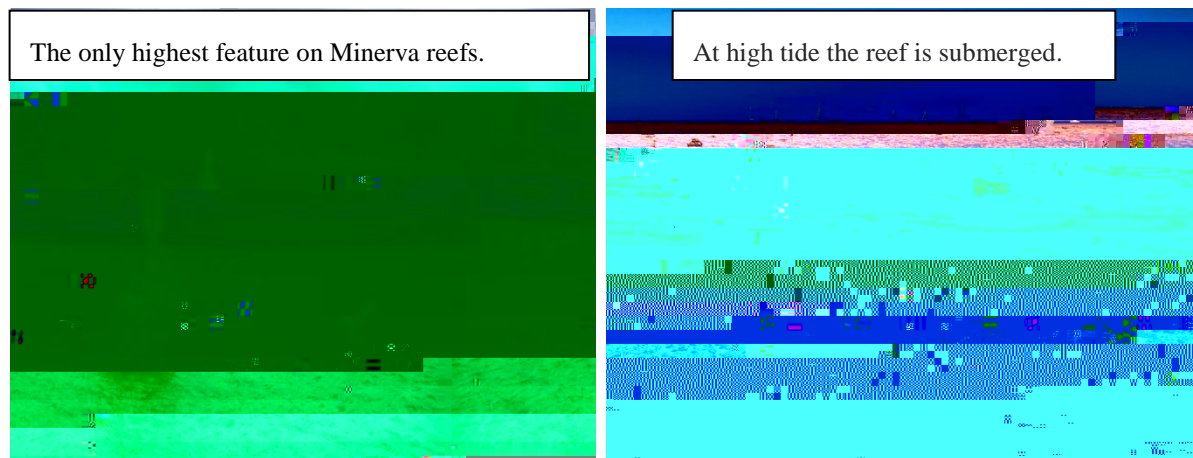 The only highest feature on Minerva reefs.
At high tide the reef is submerged.